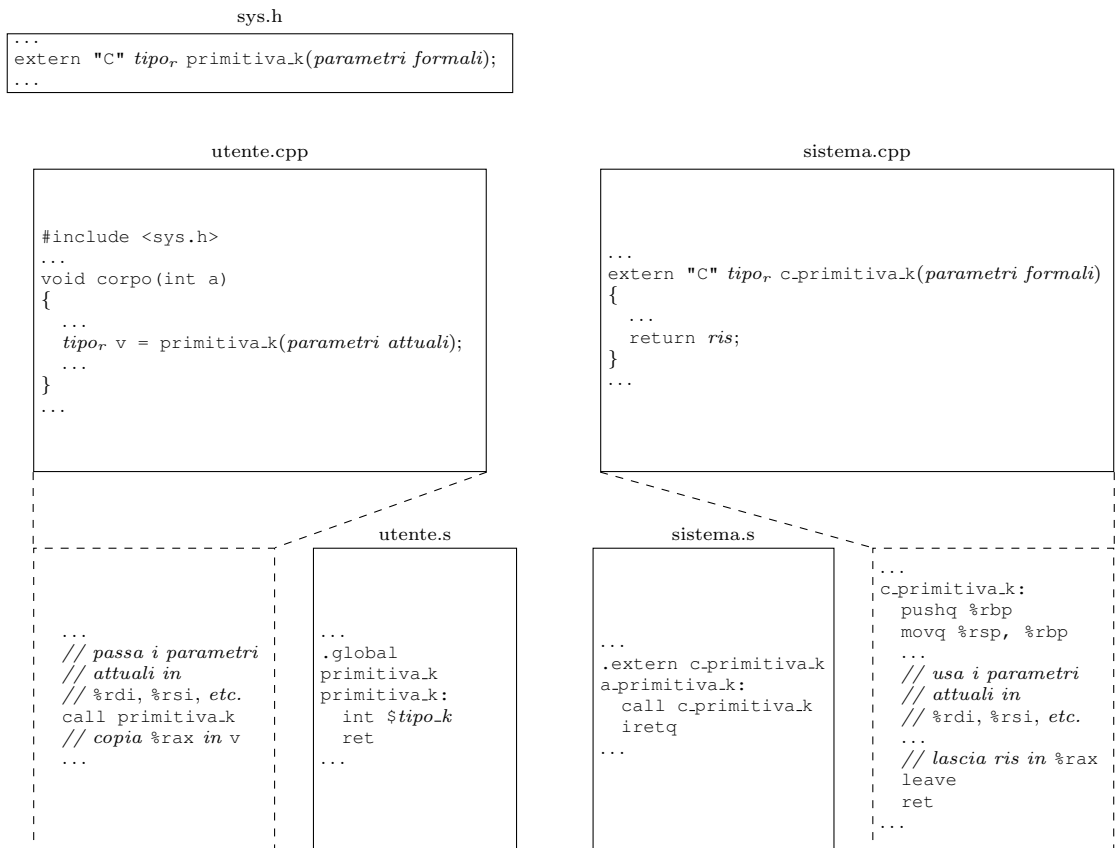 sys.h
...
extern "C" tipo_r primitiva_k(parametri formali);
...
utente.cpp
#include <sys.h>
...
void corpo(int a)
{
...
tipo_r v = primitiva_k(parametri attuali);
...
}
...
sistema.cpp
...
extern "C" tipo_r c_primitiva_k(parametri formali)
{
...
return ris;
}
...
...
// passa i parametri
// attuali in
// %rdi, %rsi, etc.
call primitiva_k
// copia %rax in v
...
utente.s
...
.global
primitiva_k
primitiva_k:
int $tipo_k
ret
...
sistema.s
...
.extern c_primitiva_k
a_primitiva_k:
call c_primitiva_k
iretq
...
...
c_primitiva_k:
pushq %rbp
movq %rsp, %rbp
...
// usa i parametri
// attuali in
// %rdi, %rsi, etc.
...
// lascia ris in %rax
leave
ret
...